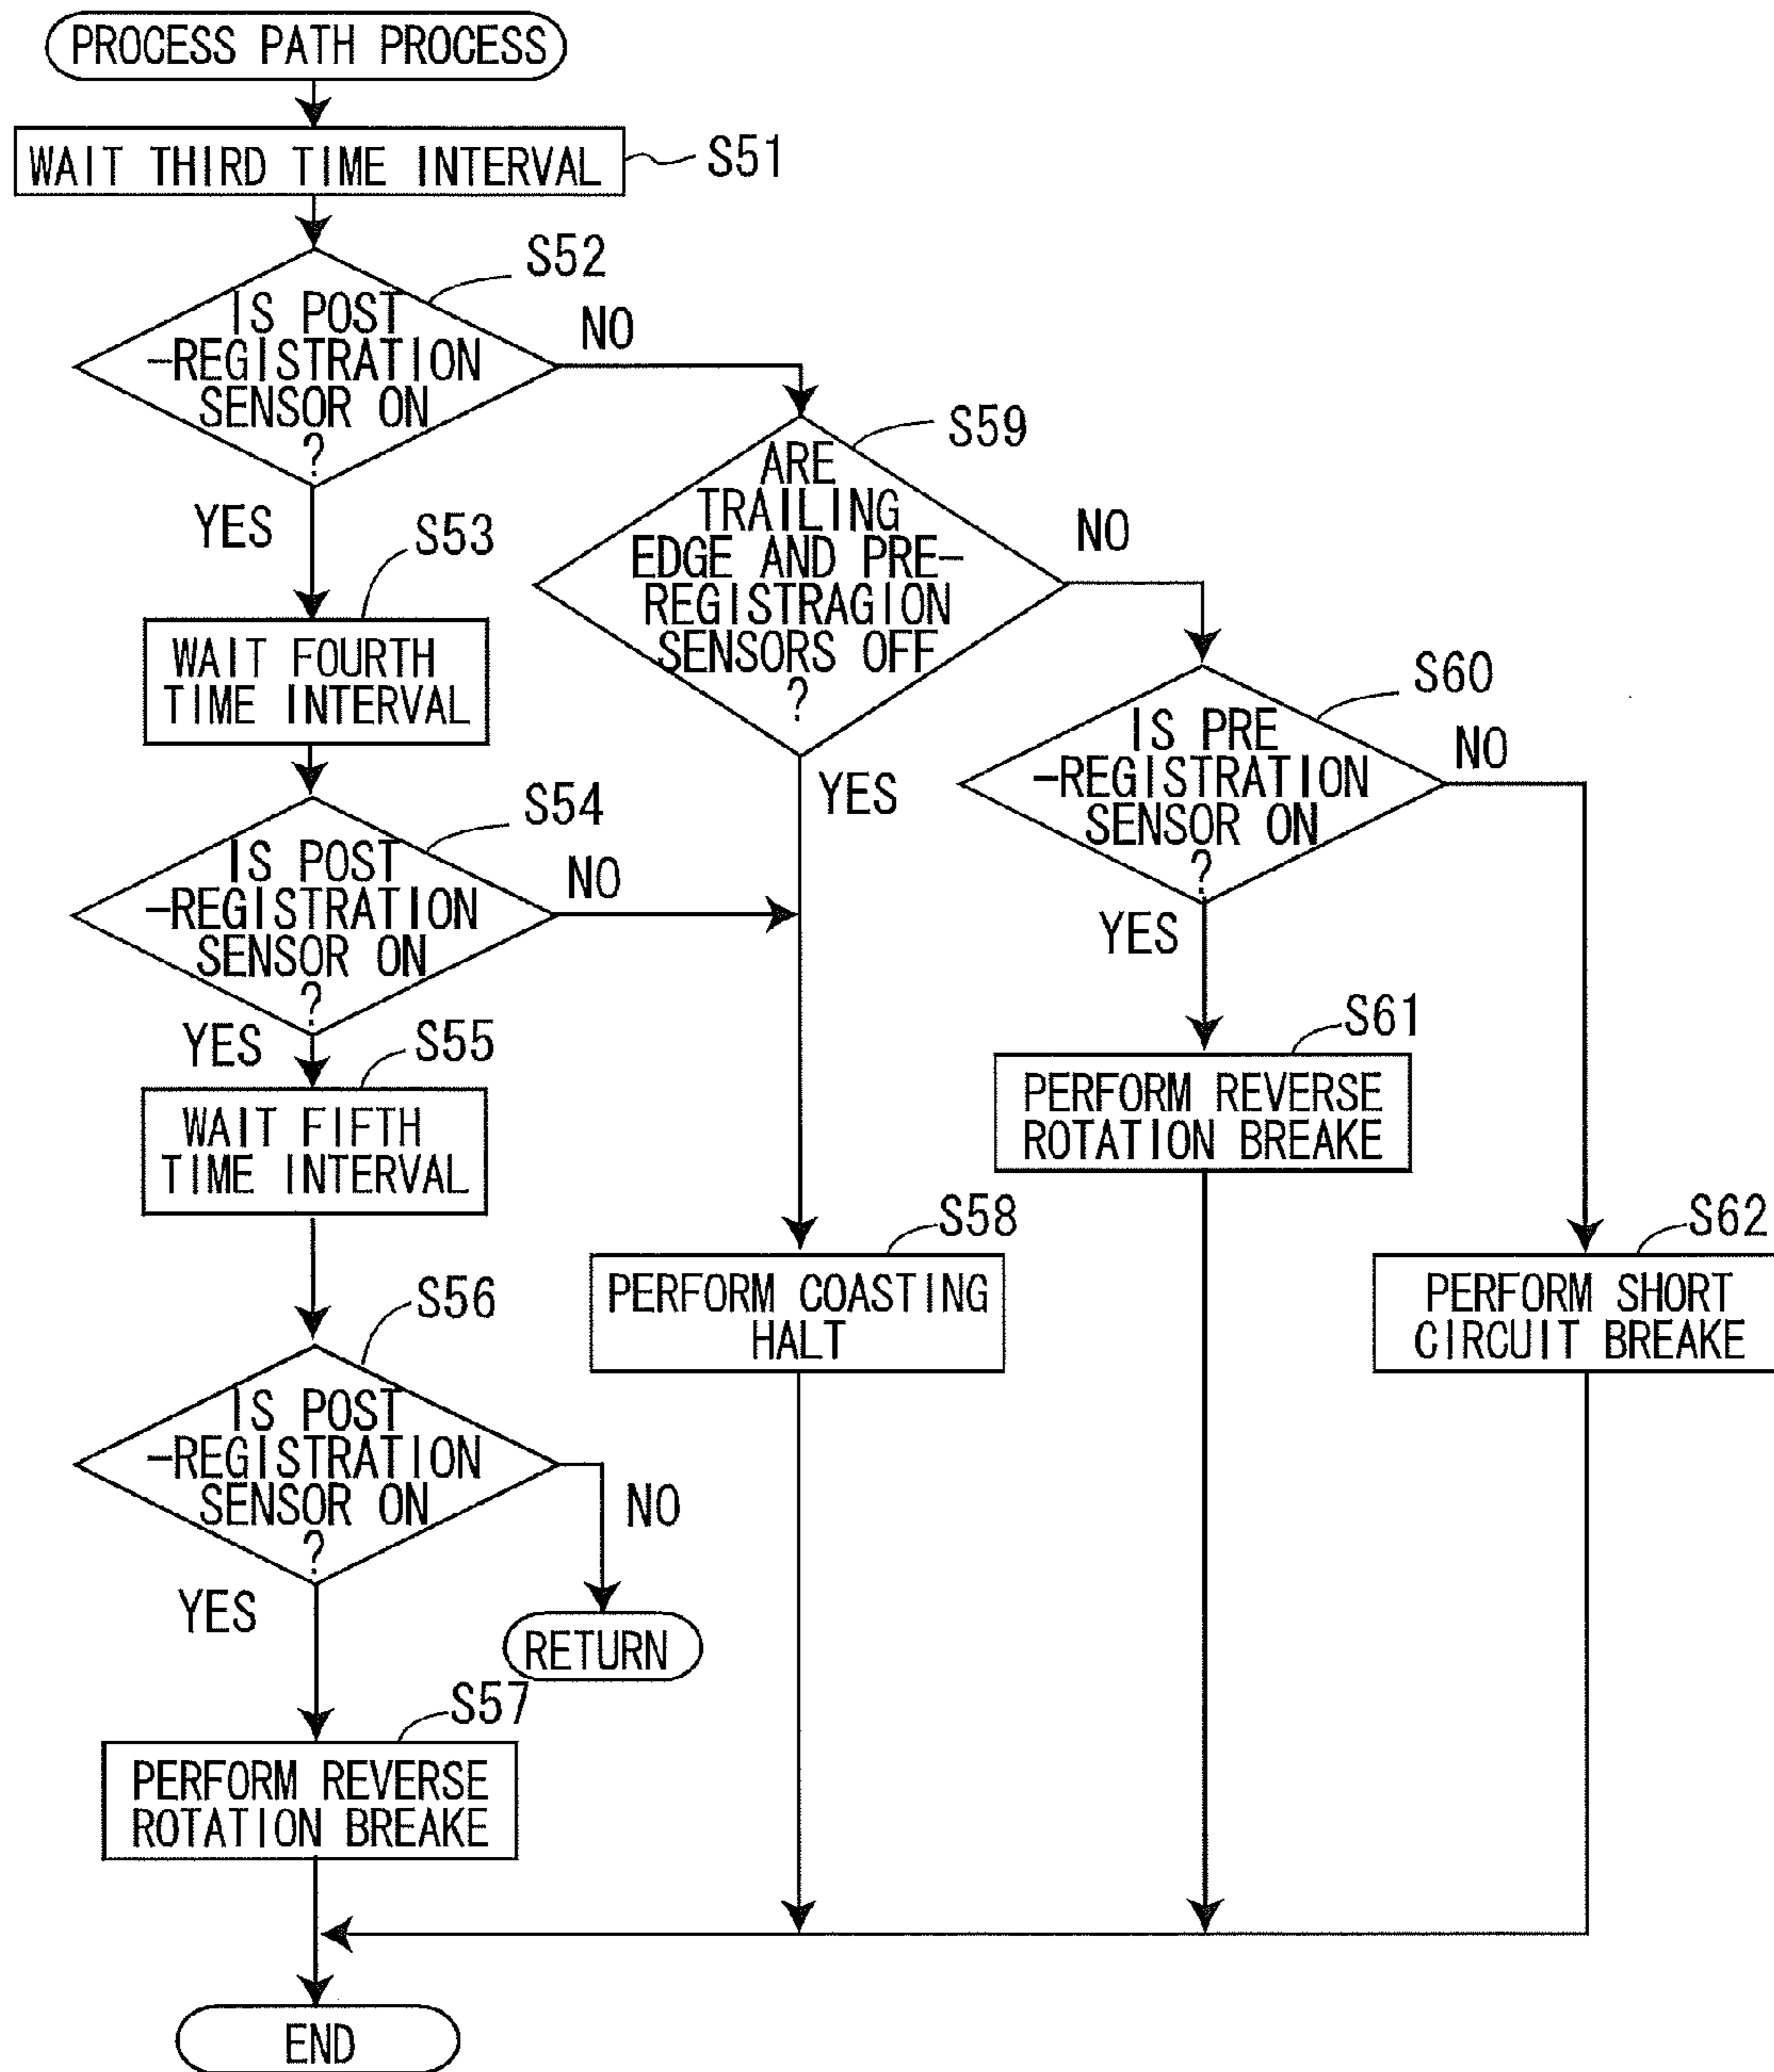 PROCESS PATH PROCESS
WAIT THIRD TIME INTERVAL
S51
S52
IS POST
-REGISTRATION
SENSOR ON
?
NO
YES
S53
WAIT FOURTH
TIME INTERVAL
S54
IS POST
-REGISTRATION
SENSOR ON
?
NO
YES
S55
WAIT FIFTH
TIME INTERVAL
S56
IS POST
-REGISTRATION
SENSOR ON
?
NO
RETURN
YES
S57
PERFORM REVERSE
ROTATION BREAKE
S59
ARE
TRAILING
EDGE AND PRE-
REGISTRAGION
SENSORS OFF
?
NO
YES
S58
PERFORM COASTING
HALT
S60
IS PRE
-REGISTRATION
SENSOR ON
?
NO
YES
S61
PERFORM REVERSE
ROTATION BREAKE
S62
PERFORM SHORT
CIRCUIT BREAKE
END